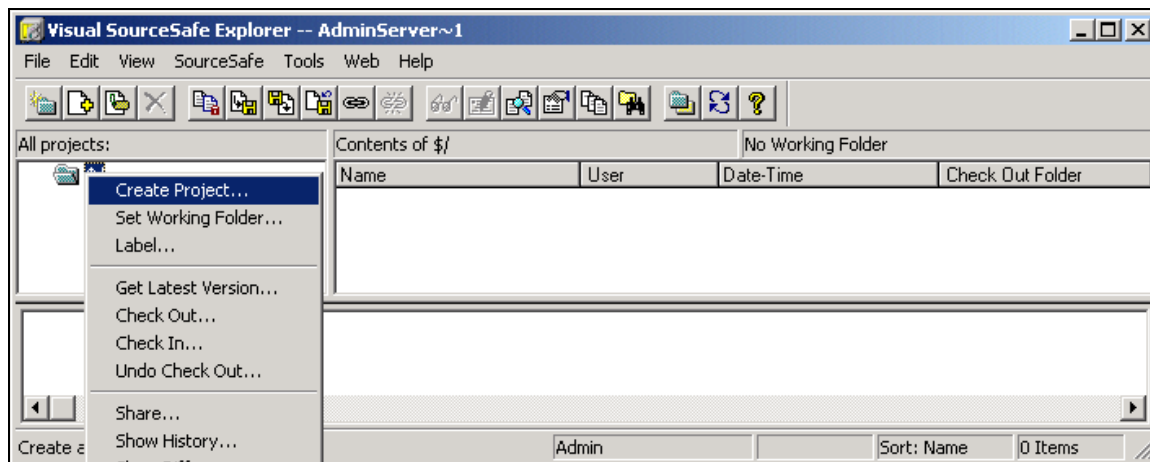 Visual SourceSafe Explorer -- AdminServer~1
File Edit View SourceSafe Tools Web Help
All projects: Contents of $/ No Working Folder
Name User Date-Time Check Out Folder
Create Project...
Set Working Folder...
Label...
Get Latest Version...
Check Out...
Check In...
Undo Check Out...
Share...
Show History...
Create a Admin Sort: Name 0 Items